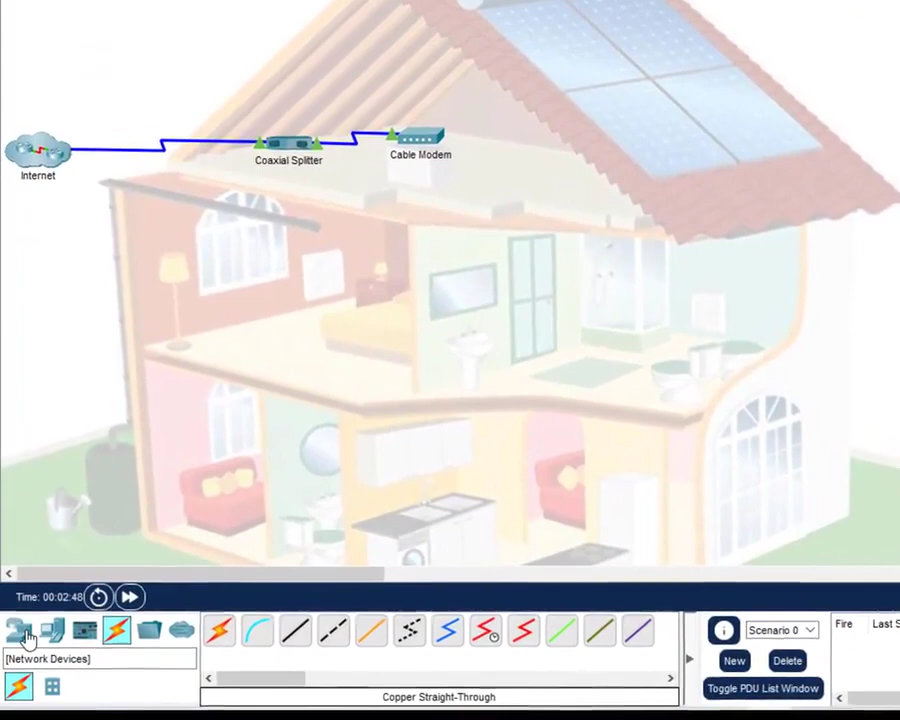 Internet
Coaxial Splitter
Cable Modem
Time: 00:02:48
[Network Devices]
Copper Straight-Through
Scenario 0
New
Delete
Toggle PDU List Window
Fire
Last S